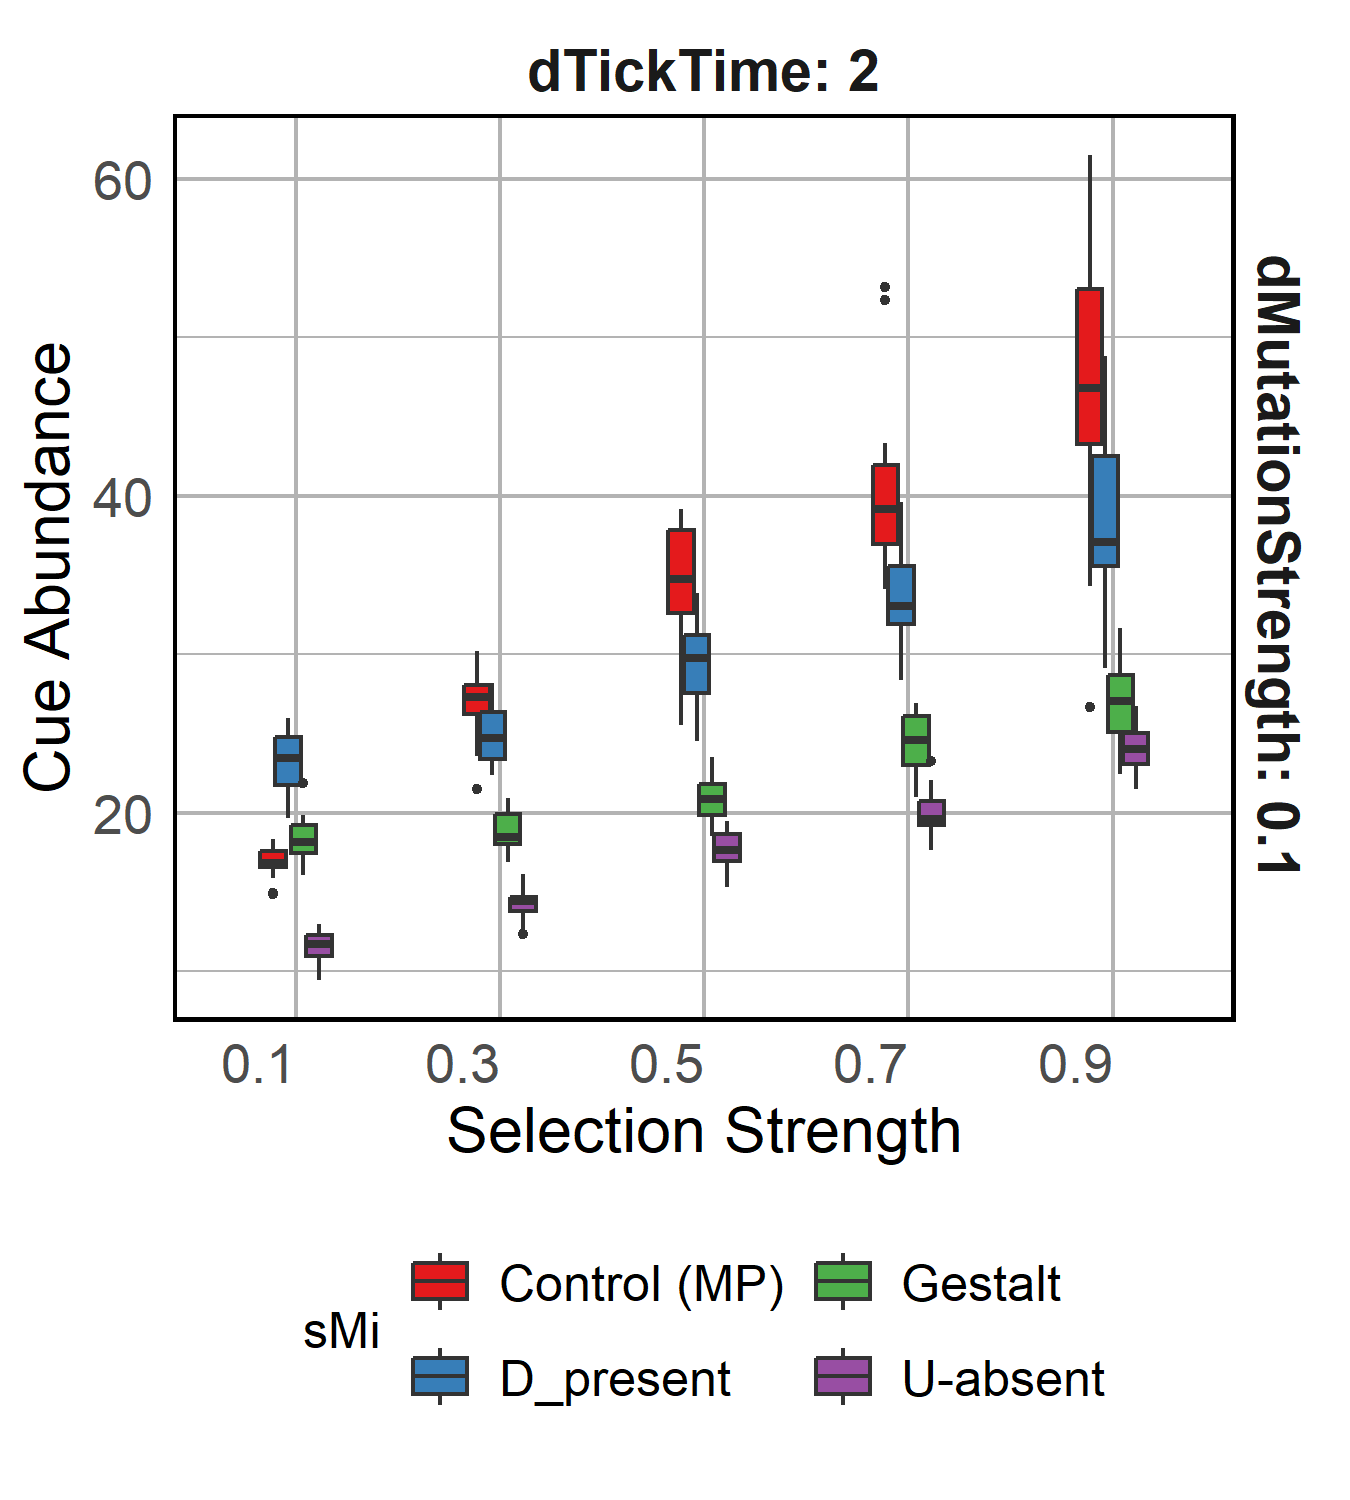 dTickTime: 2
60
40
20
Cue Abundance
dMutationStrength: 0.1
0.1 0.3 0.5 0.7 0.9
Selection Strength
sMi
Control (MP) Gestalt
D_present U-absent